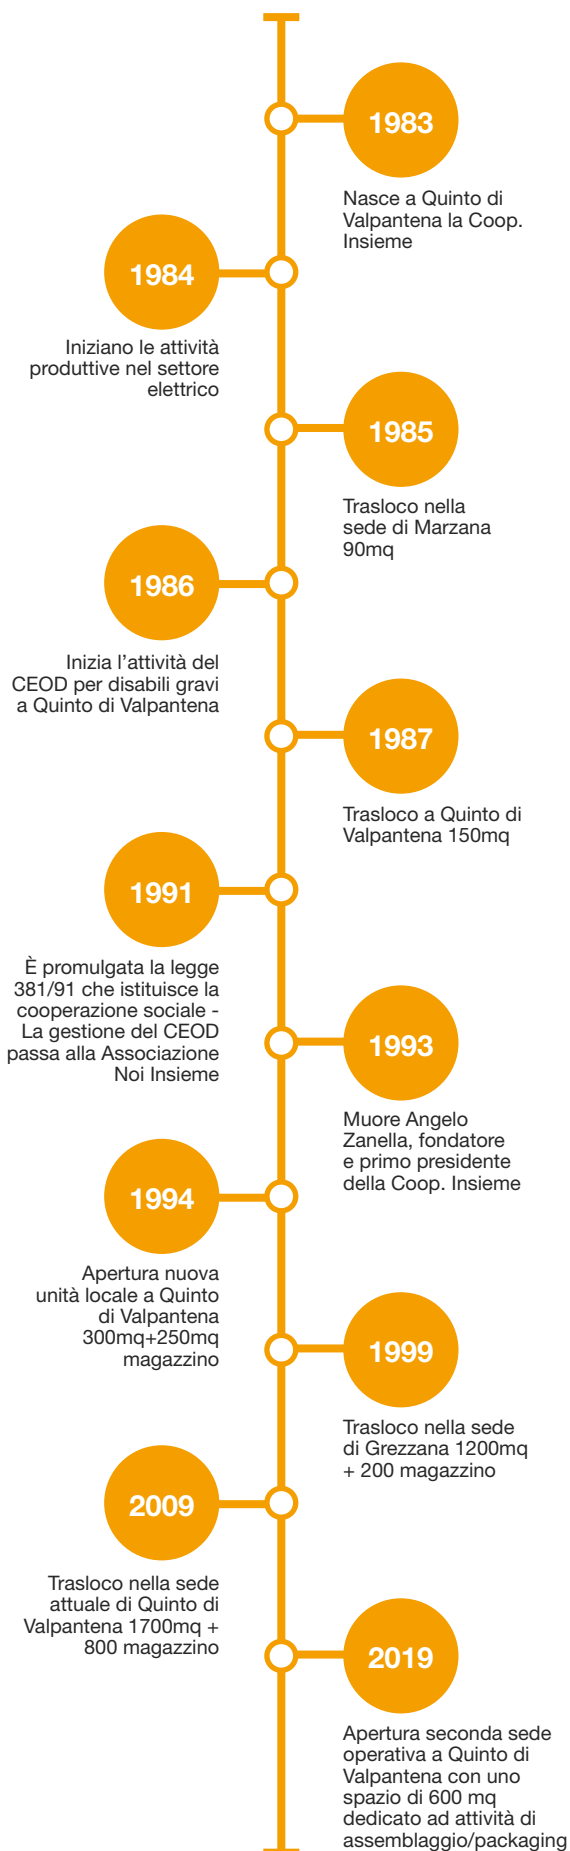 1983
Nasce a Quinto di
Valpantena la Coop.
Insieme
1984
Iniziano le attività
produttive nel settore
elettrico
1985
Trasloco nella
sede di Marzana
90mq
1986
Inizia l’attività del
CEOD per disabili gravi
a Quinto di Valpantena
1987
Trasloco a Quinto di
Valpantena 150mq
1991
È promulgata la legge
381/91 che istituisce la
cooperazione sociale -
La gestione del CEOD
passa alla Associazione
Noi Insieme
1993
Muore Angelo
Zanella, fondatore
e primo presidente
della Coop. Insieme
1994
Apertura nuova
unità locale a Quinto
di Valpantena
300mq+250mq
magazzino
1999
Trasloco nella sede
di Grezzana 1200mq
+ 200 magazzino
2009
Trasloco nella sede
attuale di Quinto di
Valpantena 1700mq +
800 magazzino
2019
Apertura seconda sede
operativa a Quinto di
Valpantena con uno
spazio di 600 mq
dedicato ad attività di
assemblaggio/packaging